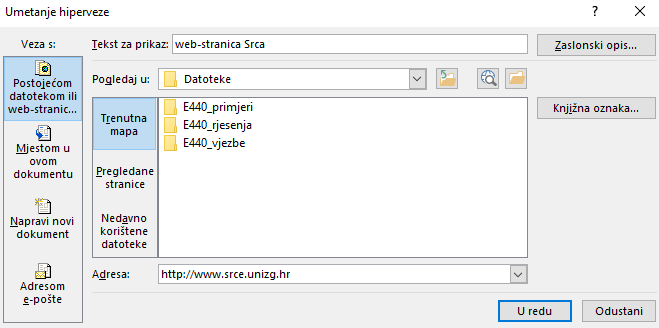 Umetanje hiperveze
?
Veza s:
Tekst za prikaz: web-stranica Srca
Zaslonski opis...
Postojećom
datotekom ili
web-stranic...
Pogledaj u: Datoteke
Trenutna
mapa
E440_primjeri
E440_rjesenja
E440_vjezbe
Knjižna oznaka...
Mjestom u
ovom
dokumentu
Pregledane
stranice
Napravi novi
dokument
Nedavno
korištene
datoteke
Adresa: http://www.srce.unizg.hr
Adresom
e-pošte
U redu
Odustani